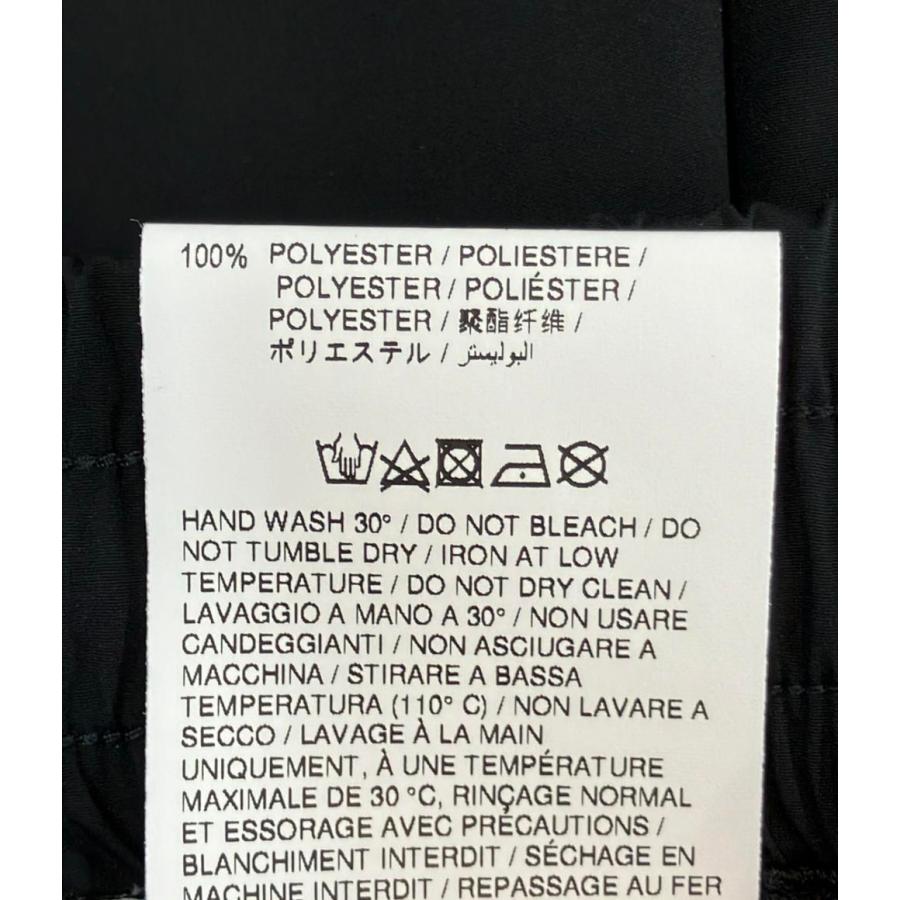 100% POLYESTER / POLIESTERE /
POLYESTER / POLIÉSTER /
POLYESTER / 聚酯纤维 /
ポリエステル / البوليستر
HAND WASH 30° / DO NOT BLEACH / DO
NOT TUMBLE DRY / IRON AT LOW
TEMPERATURE / DO NOT DRY CLEAN /
LAVAGGIO A MANO A 30° / NON USARE
CANDEGGIANTI / NON ASCIUGARE A
MACCHINA / STIRARE A BASSA
TEMPERATURA (110° C) / NON LAVARE A
SECCO / LAVAGE À LA MAIN
UNIQUEMENT, À UNE TEMPÉRATURE
MAXIMALE DE 30 °C, RINÇAGE NORMAL
ET ESSORAGE AVEC PRÉCAUTIONS /
BLANCHIMENT INTERDIT / SÉCHAGE EN
MACHINE INTERDIT / REPASSAGE AU FER